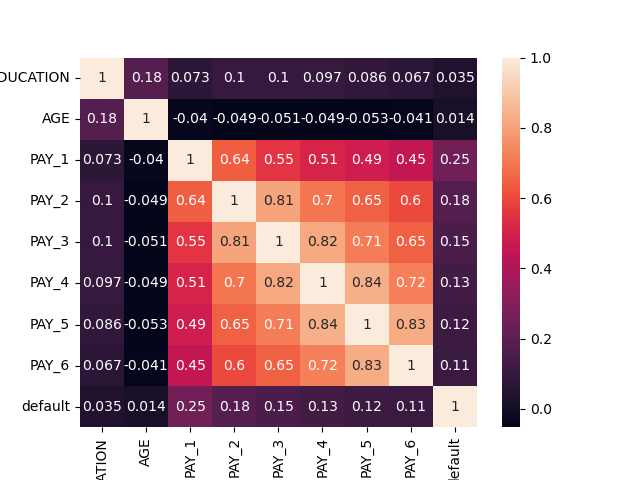 DUCATION 1 0.18 0.073 0.1 0.1 0.097 0.086 0.067 0.035
AGE 0.18 1 -0.04 -0.049 -0.051 -0.049 -0.053 -0.041 0.014
PAY_1 0.073 -0.04 1 0.64 0.55 0.51 0.49 0.45 0.25
PAY_2 0.1 -0.049 0.64 1 0.81 0.7 0.65 0.6 0.18
PAY_3 0.1 -0.051 0.55 0.81 1 0.82 0.71 0.65 0.15
PAY_4 0.097 -0.049 0.51 0.7 0.82 1 0.84 0.72 0.13
PAY_5 0.086 -0.053 0.49 0.65 0.71 0.84 1 0.83 0.12
PAY_6 0.067 -0.041 0.45 0.6 0.65 0.72 0.83 1 0.11
default 0.035 0.014 0.25 0.18 0.15 0.13 0.12 0.11 1
ATION AGE PAY_1 PAY_2 PAY_3 PAY_4 PAY_5 PAY_6 efault
1.0
0.8
0.6
0.4
0.2
0.0